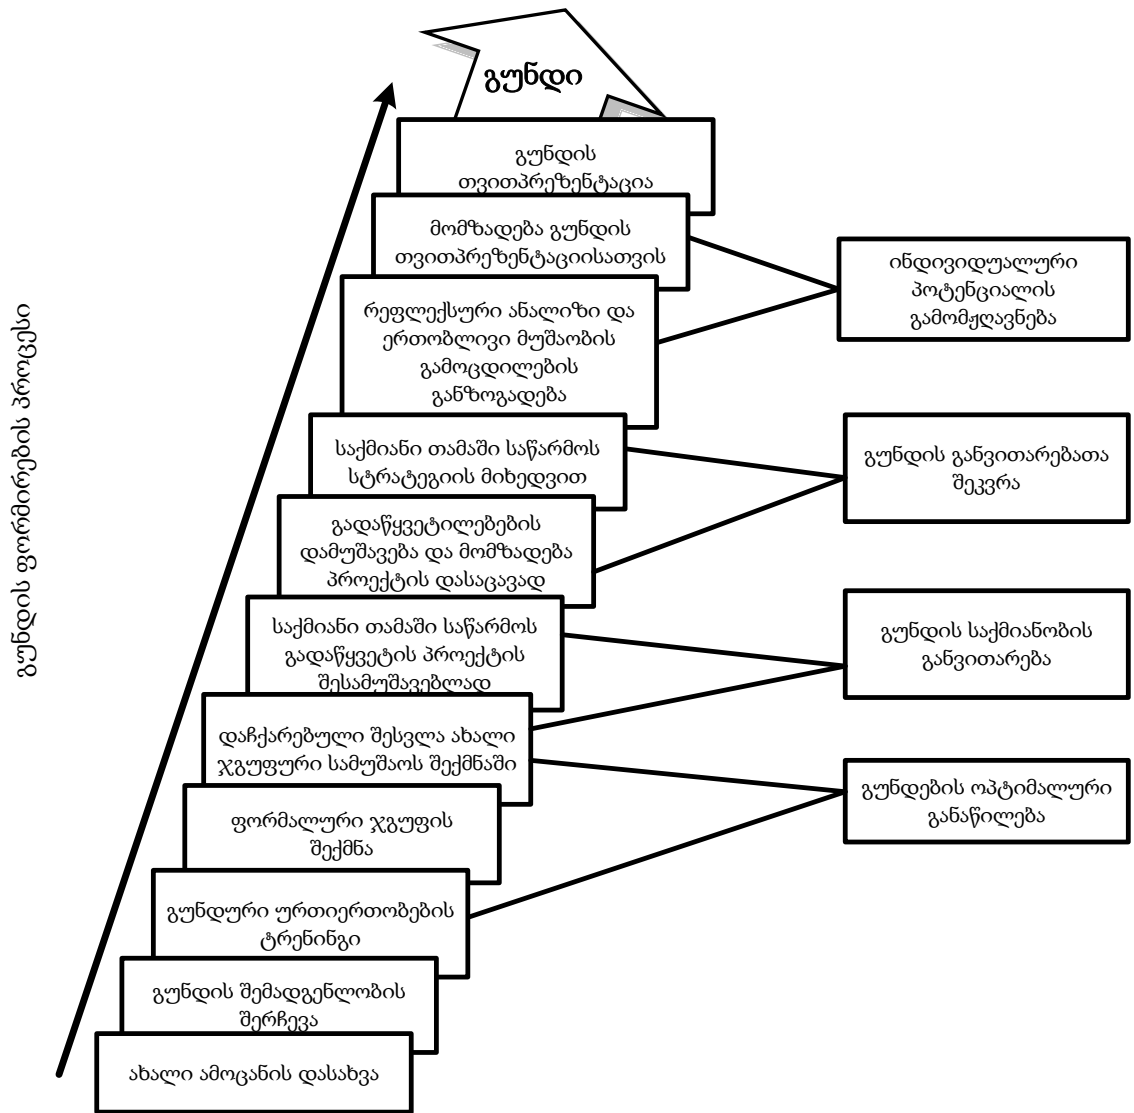 გუნდი
გუნდის
თვითპრეზენტაცია
მომზადება გუნდის
თვითპრეზენტაციისათვის
რეფლექსური ანალიზი და
ერთობლივი მუშაობის
გამოცდილების
განზოგადება
საქმიანი თამაში საწარმოს
სტრატეგიის მიხედვით
გადაწყვეტილებების
დამუშავება და მომზადება
პროექტის დასაცავად
საქმიანი თამაში საწარმოს
გადაწყვეტის პროექტის
შესამუშავებლად
დაჩქარებული შესვლა ახალი
ჯგუფური სამუშაოს შექმნაში
ფორმალური ჯგუფის
შექმნა
გუნდური ურთიერთობების
ტრენინგი
გუნდის შემადგენლობის
შერჩევა
ახალი ამოცანის დასახვა
გუნდის ფორმირების პროცესი
ინდივიდუალური
პოტენციალის
გამომჟღავნება
გუნდის განვითარებათა
შეკვრა
გუნდის საქმიანობის
განვითარება
გუნდების ოპტიმალური
განაწილება